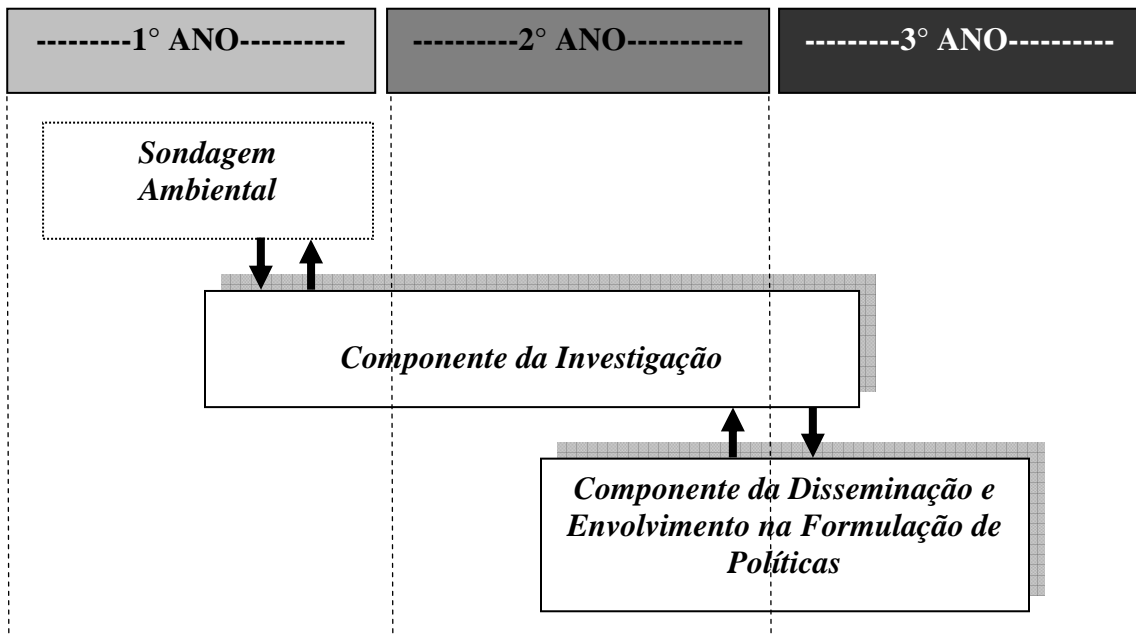 ---------1° ANO----------
----------2° ANO-----------
---------3° ANO----------
Sondagem
Ambiental
Componente da Investigação
Componente da Disseminação e
Envolvimento na Formulação de
Políticas